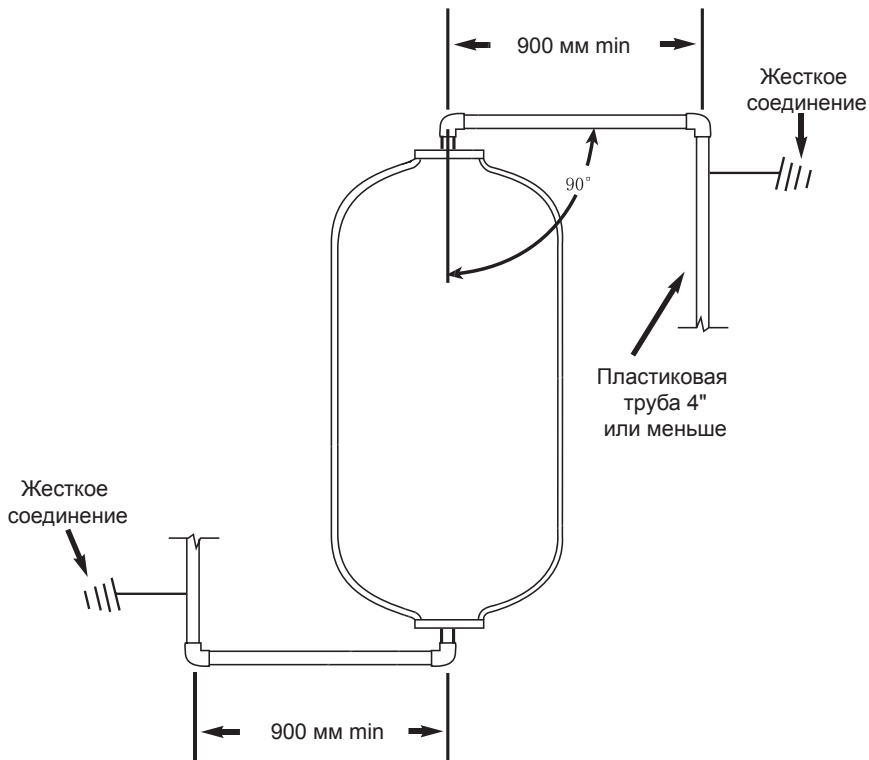 900 мм min
Жесткое
соединение
90°
Пластиковая
труба 4"
или меньше
Жесткое
соединение
900 мм min